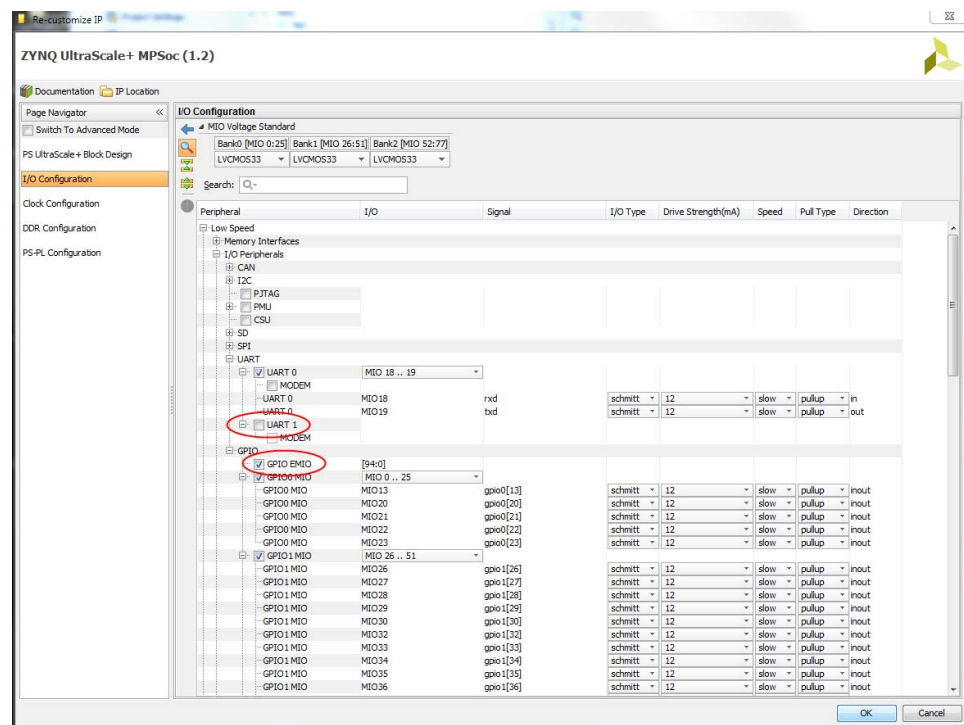 Re-customize IP
ZYNQ UltraScale+ MPSoc (1.2)
Documentation IP Location
Page Navigator «
Switch To Advanced Mode
PS UltraScale+ Block Design
I/O Configuration
Clock Configuration
DDR Configuration
PS-PL Configuration
I/O Configuration
MIO Voltage Standard
Bank0 [MIO 0:25] Bank1 [MIO 26:51] Bank2 [MIO 52:77]
LVCMOS33 LVCMOS33 LVCMOS33
Search:
Peripheral I/O Signal I/O Type Drive Strength(mA) Speed Pull Type Direction
Low Speed
Memory Interfaces
I/O Peripherals
CAN
I2C
PJTAG
PMU
CSU
SD
SPI
UART
UART 0 MIO 18 .. 19
MODEM
UART 0 MIO18 rxd schmitt 12 slow pullup in
UART 0 MIO19 txd schmitt 12 slow pullup out
UART 1
MODEM
GPIO
GPIO EMIO [94:0]
GPIO0 MIO MIO 0 .. 25
GPIO0 MIO MIO13 gpio0[13] schmitt 12 slow pullup inout
GPIO0 MIO MIO20 gpio0[20] schmitt 12 slow pullup inout
GPIO0 MIO MIO21 gpio0[21] schmitt 12 slow pullup inout
GPIO0 MIO MIO22 gpio0[22] schmitt 12 slow pullup inout
GPIO0 MIO MIO23 gpio0[23] schmitt 12 slow pullup inout
GPIO1 MIO MIO 26 .. 51
GPIO1 MIO MIO26 gpio1[26] schmitt 12 slow pullup inout
GPIO1 MIO MIO27 gpio1[27] schmitt 12 slow pullup inout
GPIO1 MIO MIO28 gpio1[28] schmitt 12 slow pullup inout
GPIO1 MIO MIO29 gpio1[29] schmitt 12 slow pullup inout
GPIO1 MIO MIO30 gpio1[30] schmitt 12 slow pullup inout
GPIO1 MIO MIO32 gpio1[32] schmitt 12 slow pullup inout
GPIO1 MIO MIO33 gpio1[33] schmitt 12 slow pullup inout
GPIO1 MIO MIO34 gpio1[34] schmitt 12 slow pullup inout
GPIO1 MIO MIO35 gpio1[35] schmitt 12 slow pullup inout
GPIO1 MIO MIO36 gpio1[36] schmitt 12 slow pullup inout
OK Cancel